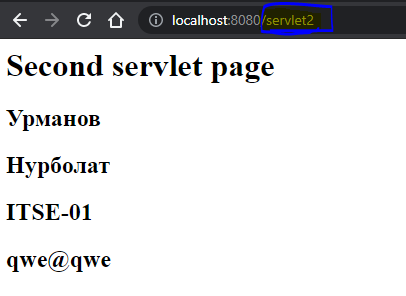 localhost:8080/servlet2
Second servlet page
Урманов
Нурболат
ITSE-01
qwe@qwe